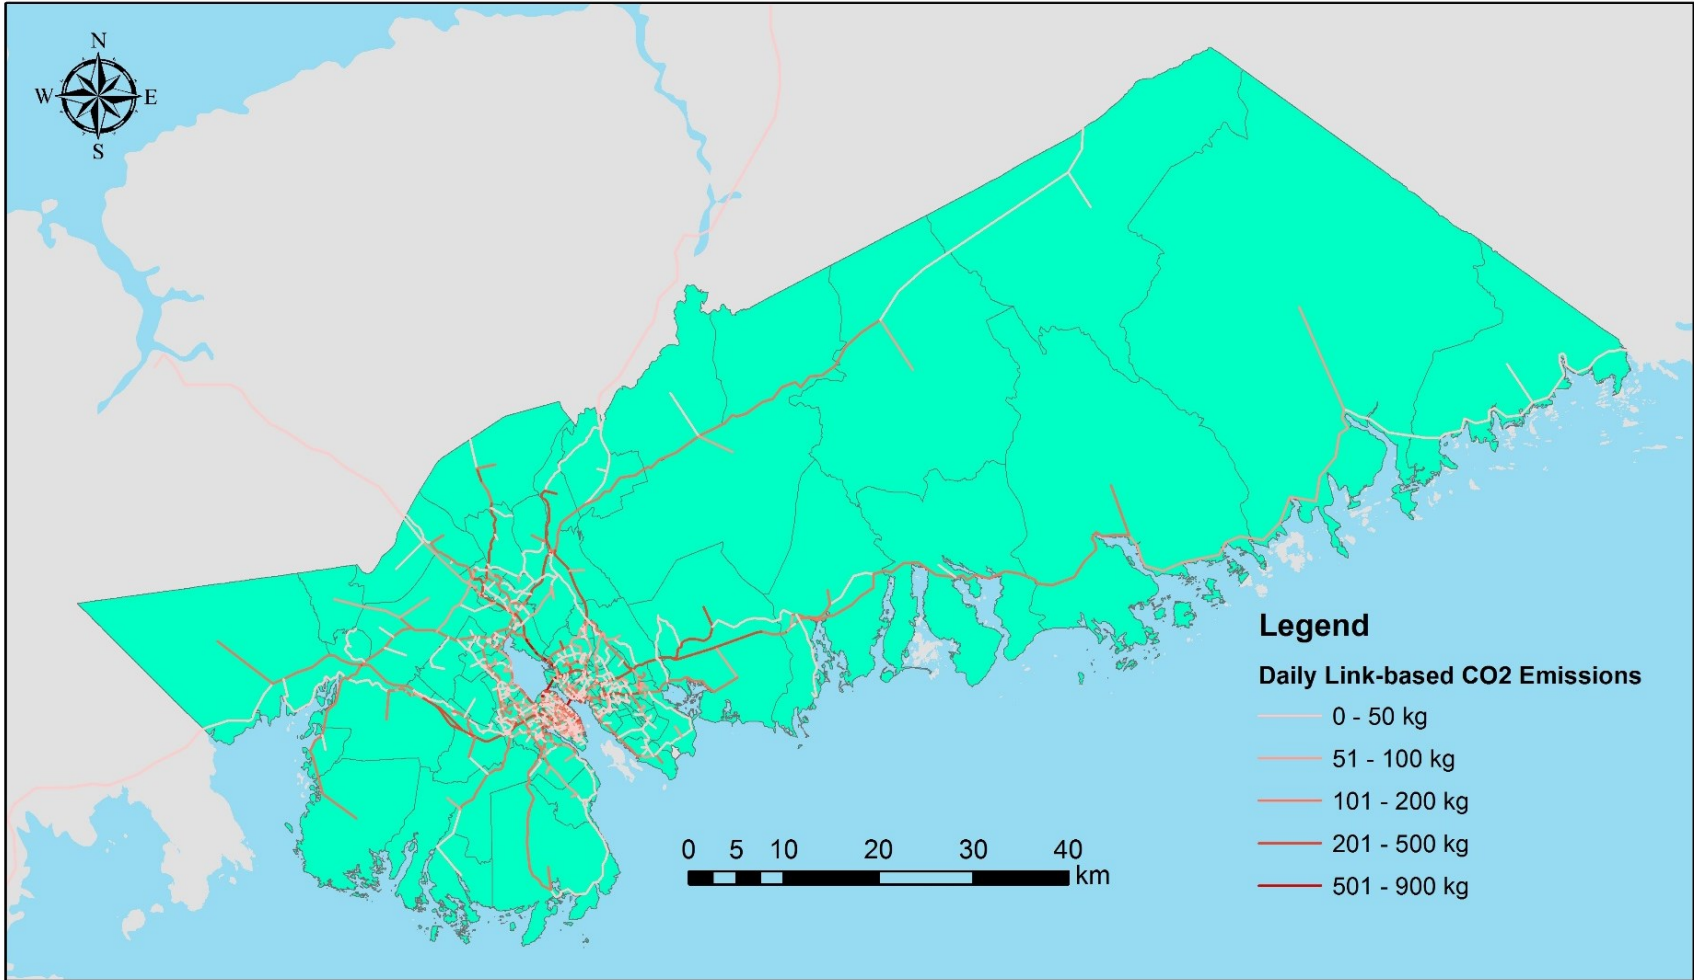 N
W E
S
Legend
Daily Link-based CO2 Emissions
0 - 50 kg
51 - 100 kg
101 - 200 kg
201 - 500 kg
501 - 900 kg
0 5 10 20 30 40
km